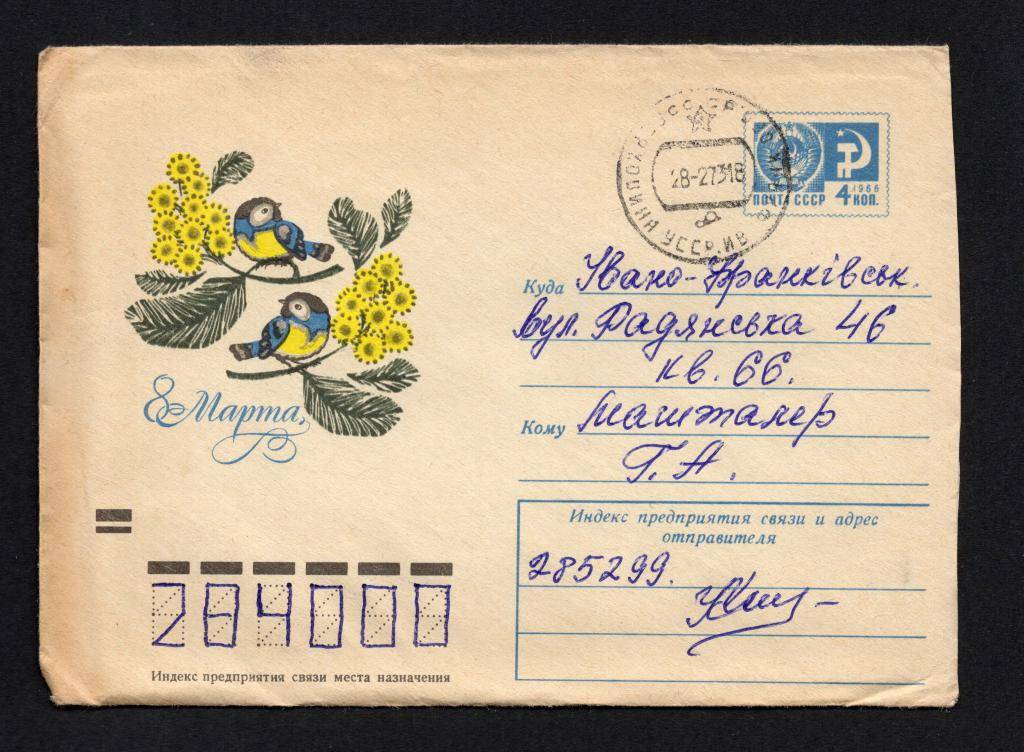 8 Марта,
28-2 73 18
ПОЧТА СССР
1966
4 КОП.
Куда Івано-Франківськ.
вул. Радянська 46
кв. 66.
Кому Машталер
Г. А.
Индекс предприятия связи и адрес
отправителя
285299.
284000
Индекс предприятия связи места назначения